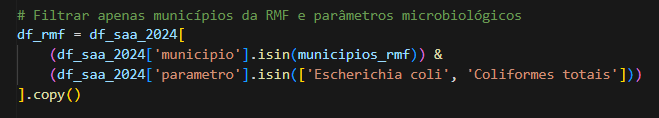 # Filtrar apenas municípios da RMF e parâmetros microbiológicos
df_rmf = df_saa_2024[
    (df_saa_2024['municipio'].isin(municipios_rmf)) &
    (df_saa_2024['parametro'].isin(['Escherichia coli', 'Coliformes totais']))
].copy()